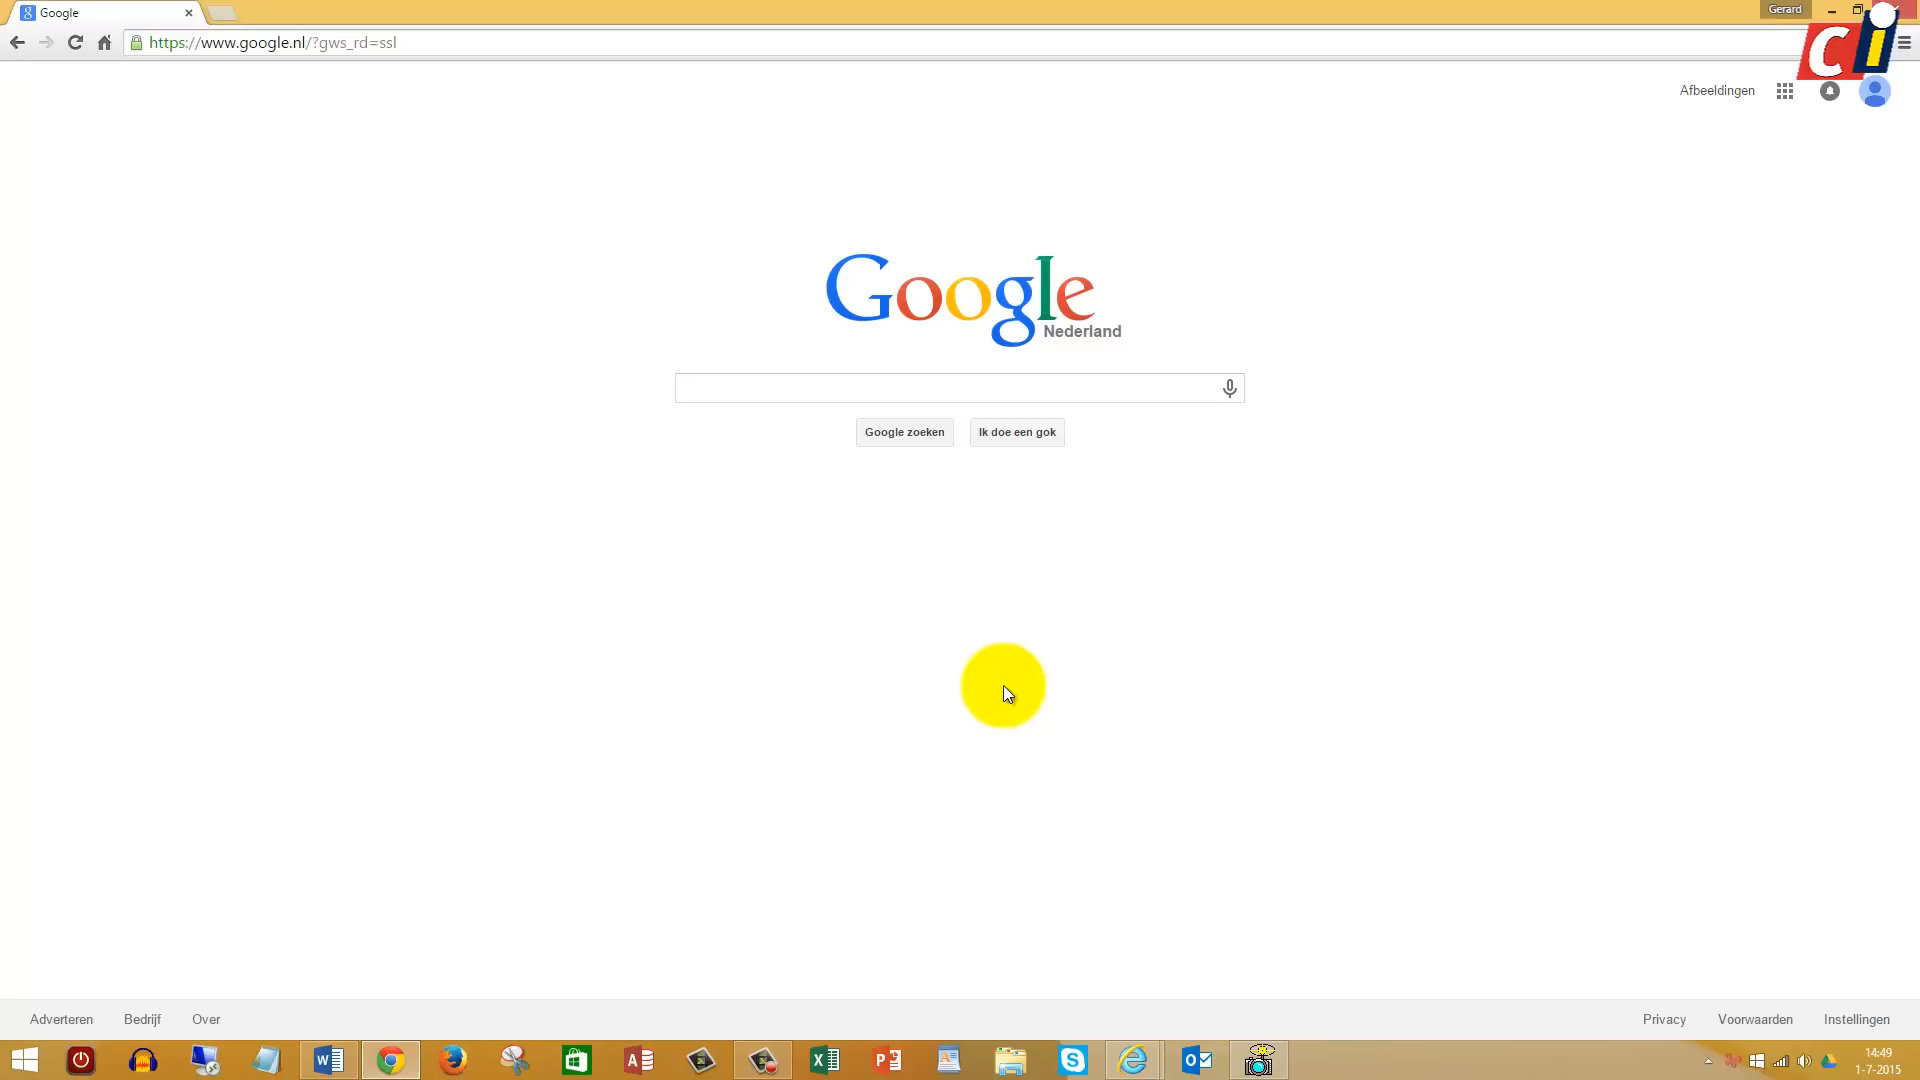 Google
Gerard
https://www.google.nl/?gws_rd=ssl
Ci
Afbeeldingen
Google
Nederland
Google zoeken
Ik doe een gok
Adverteren
Bedrijf
Over
Privacy
Voorwaarden
Instellingen
14:49
1-7-2015